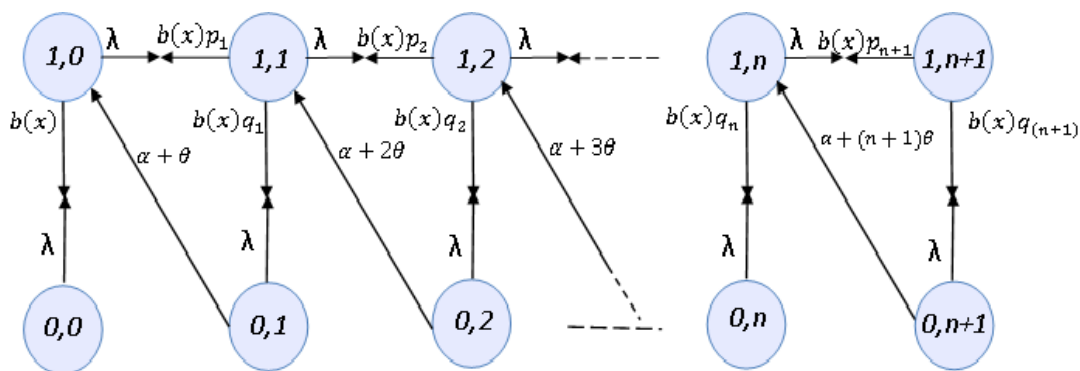 1,0 λ b(x)p₁ 1,1 λ b(x)p₂ 1,2 λ 1,n λ b(x)pₙ₊₁ 1,n+1
b(x) b(x)q₁ b(x)q₂ b(x)qₙ b(x)q₍ₙ₊₁₎
α + θ α + 2θ α + 3θ α + (n + 1)θ
λ λ λ λ λ
0,0 0,1 0,2 0,n 0,n+1